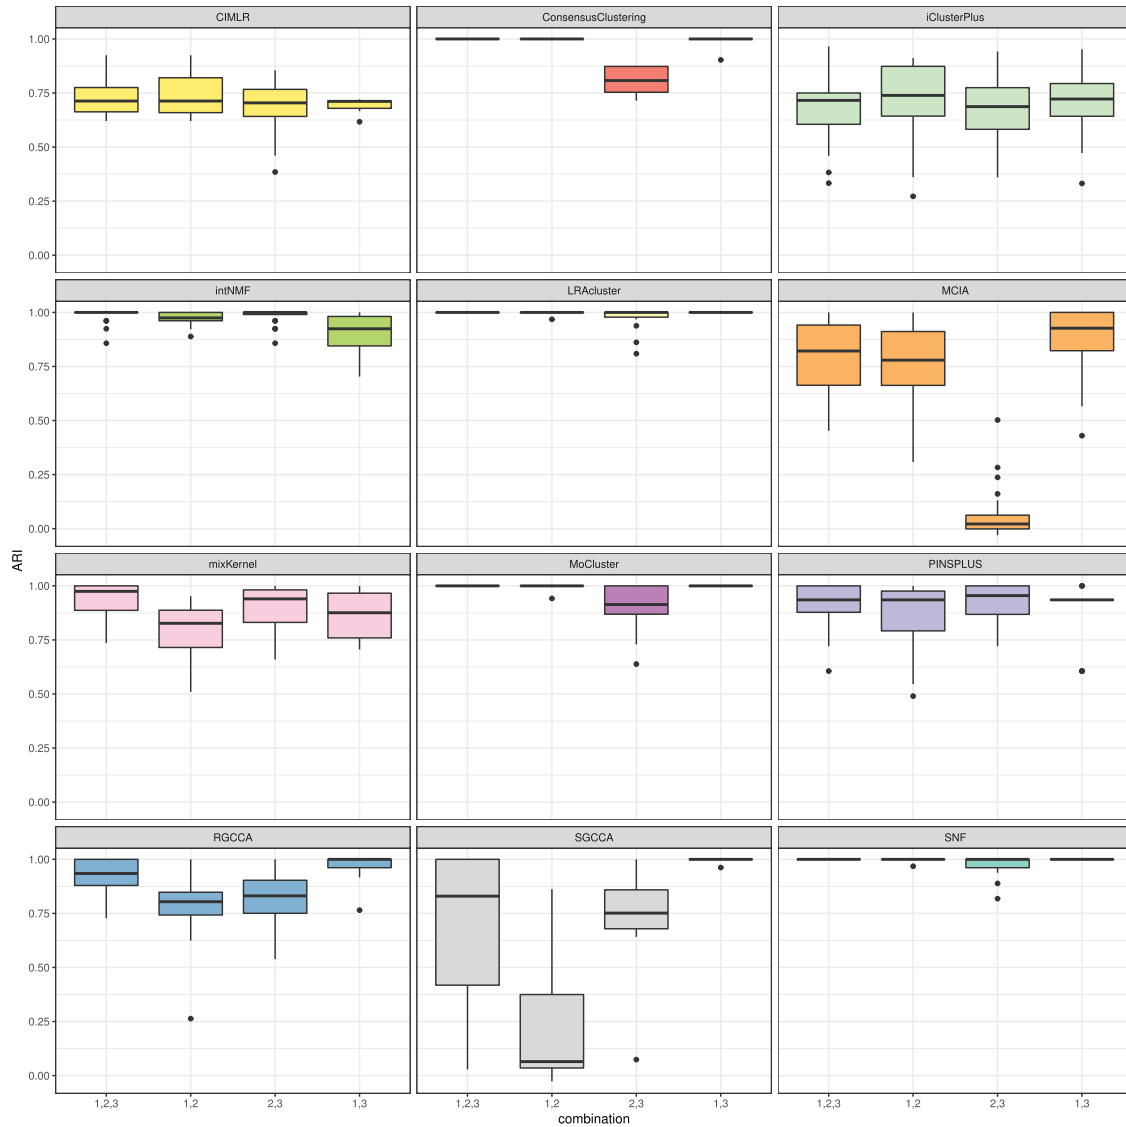 CIMLR ConsensusClustering iClusterPlus
1.00
0.75
0.50
0.25
0.00
intNMF LRAcluster MCIA
1.00
0.75
0.50
0.25
0.00
ARI
mixKernel MoCluster PINSPLUS
1.00
0.75
0.50
0.25
0.00
RGCCA SGCCA SNF
1.00
0.75
0.50
0.25
0.00
1,2,3 1,2 2,3 1,3 1,2,3 1,2 2,3 1,3 1,2,3 1,2 2,3 1,3
combination